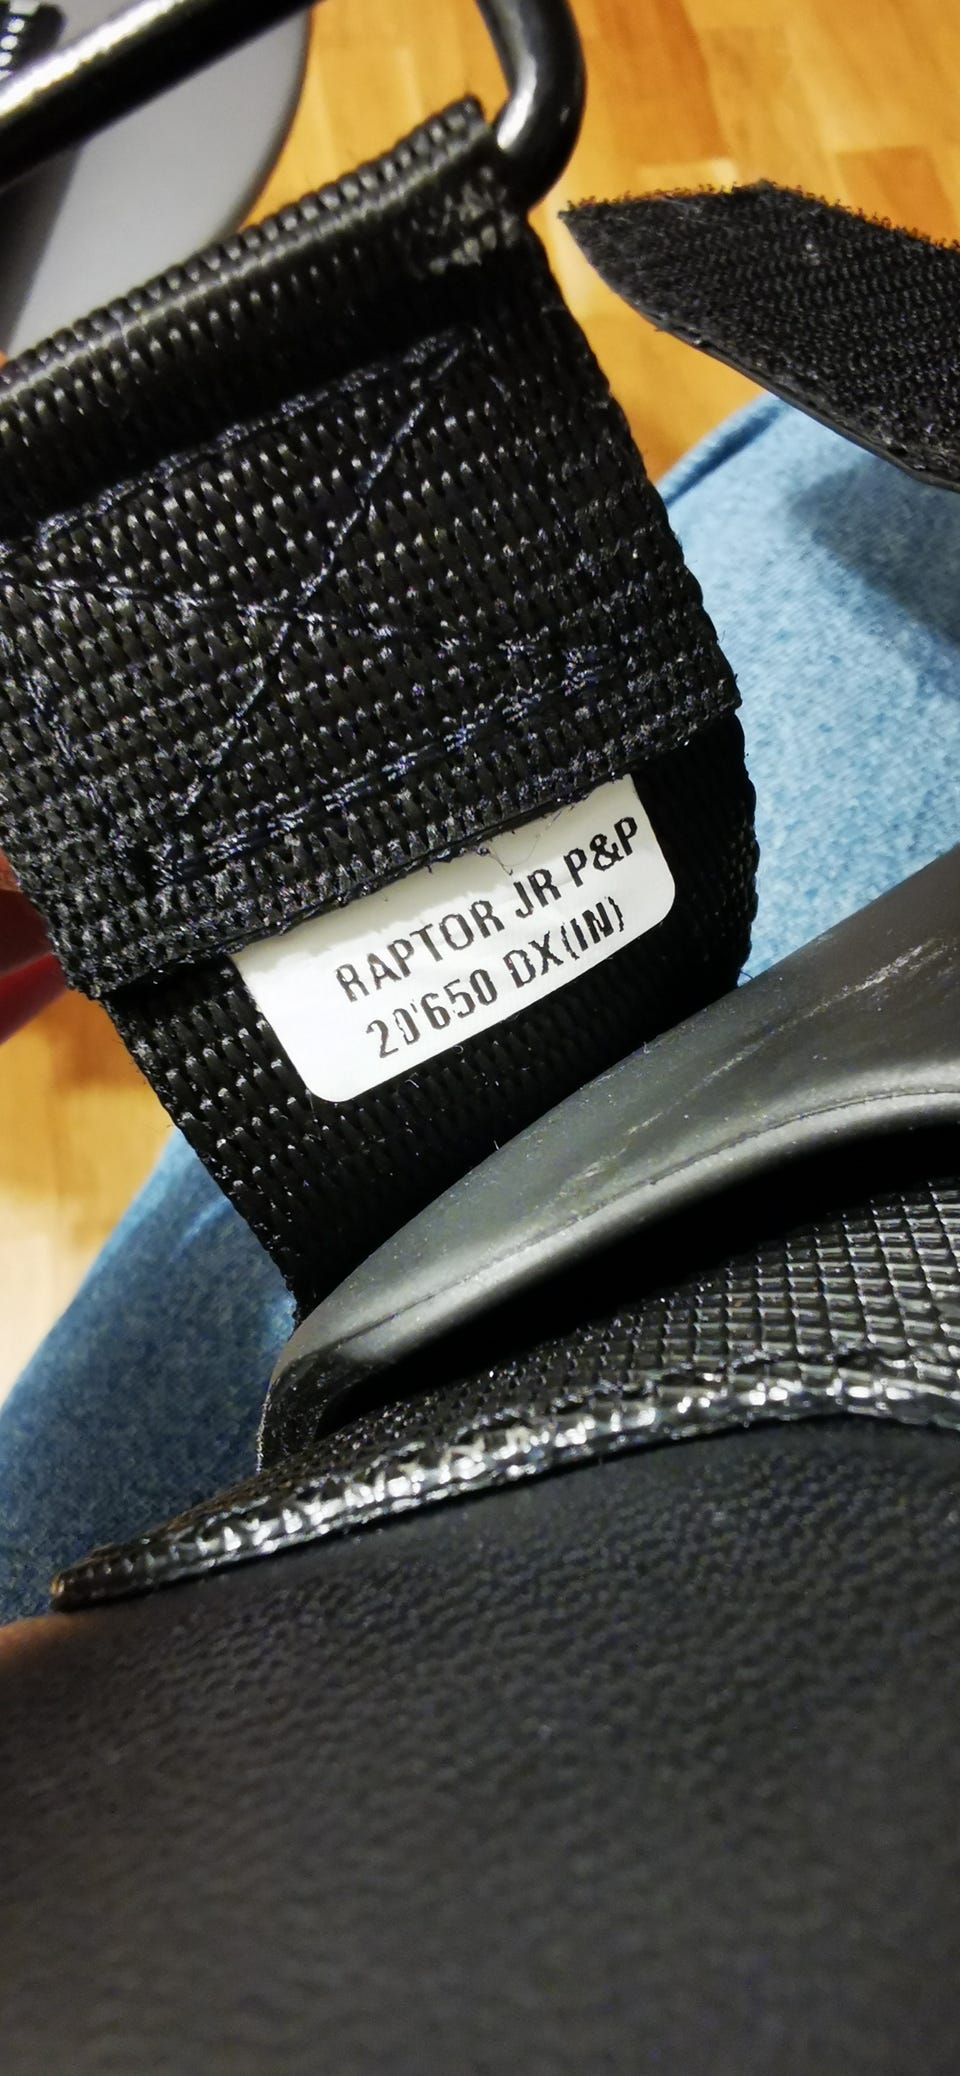 RAPTOR JR P&P
20'650 DX(IN)